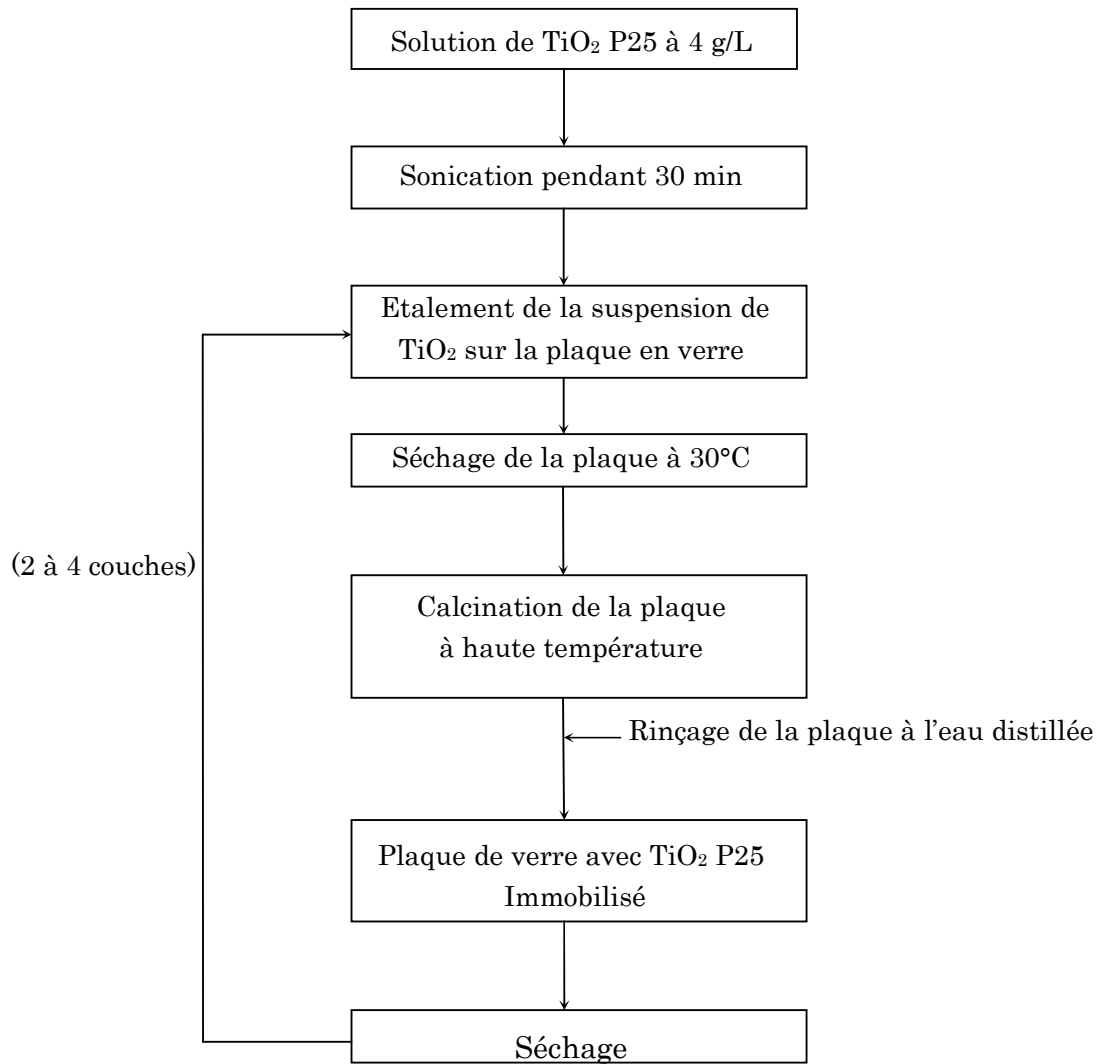 Solution de TiO₂ P25 à 4 g/L
Sonication pendant 30 min
Etalement de la suspension de
TiO₂ sur la plaque en verre
Séchage de la plaque à 30°C
(2 à 4 couches)
Calcination de la plaque
à haute température
Rinçage de la plaque à l'eau distillée
Plaque de verre avec TiO₂ P25
Immobilisé
Séchage